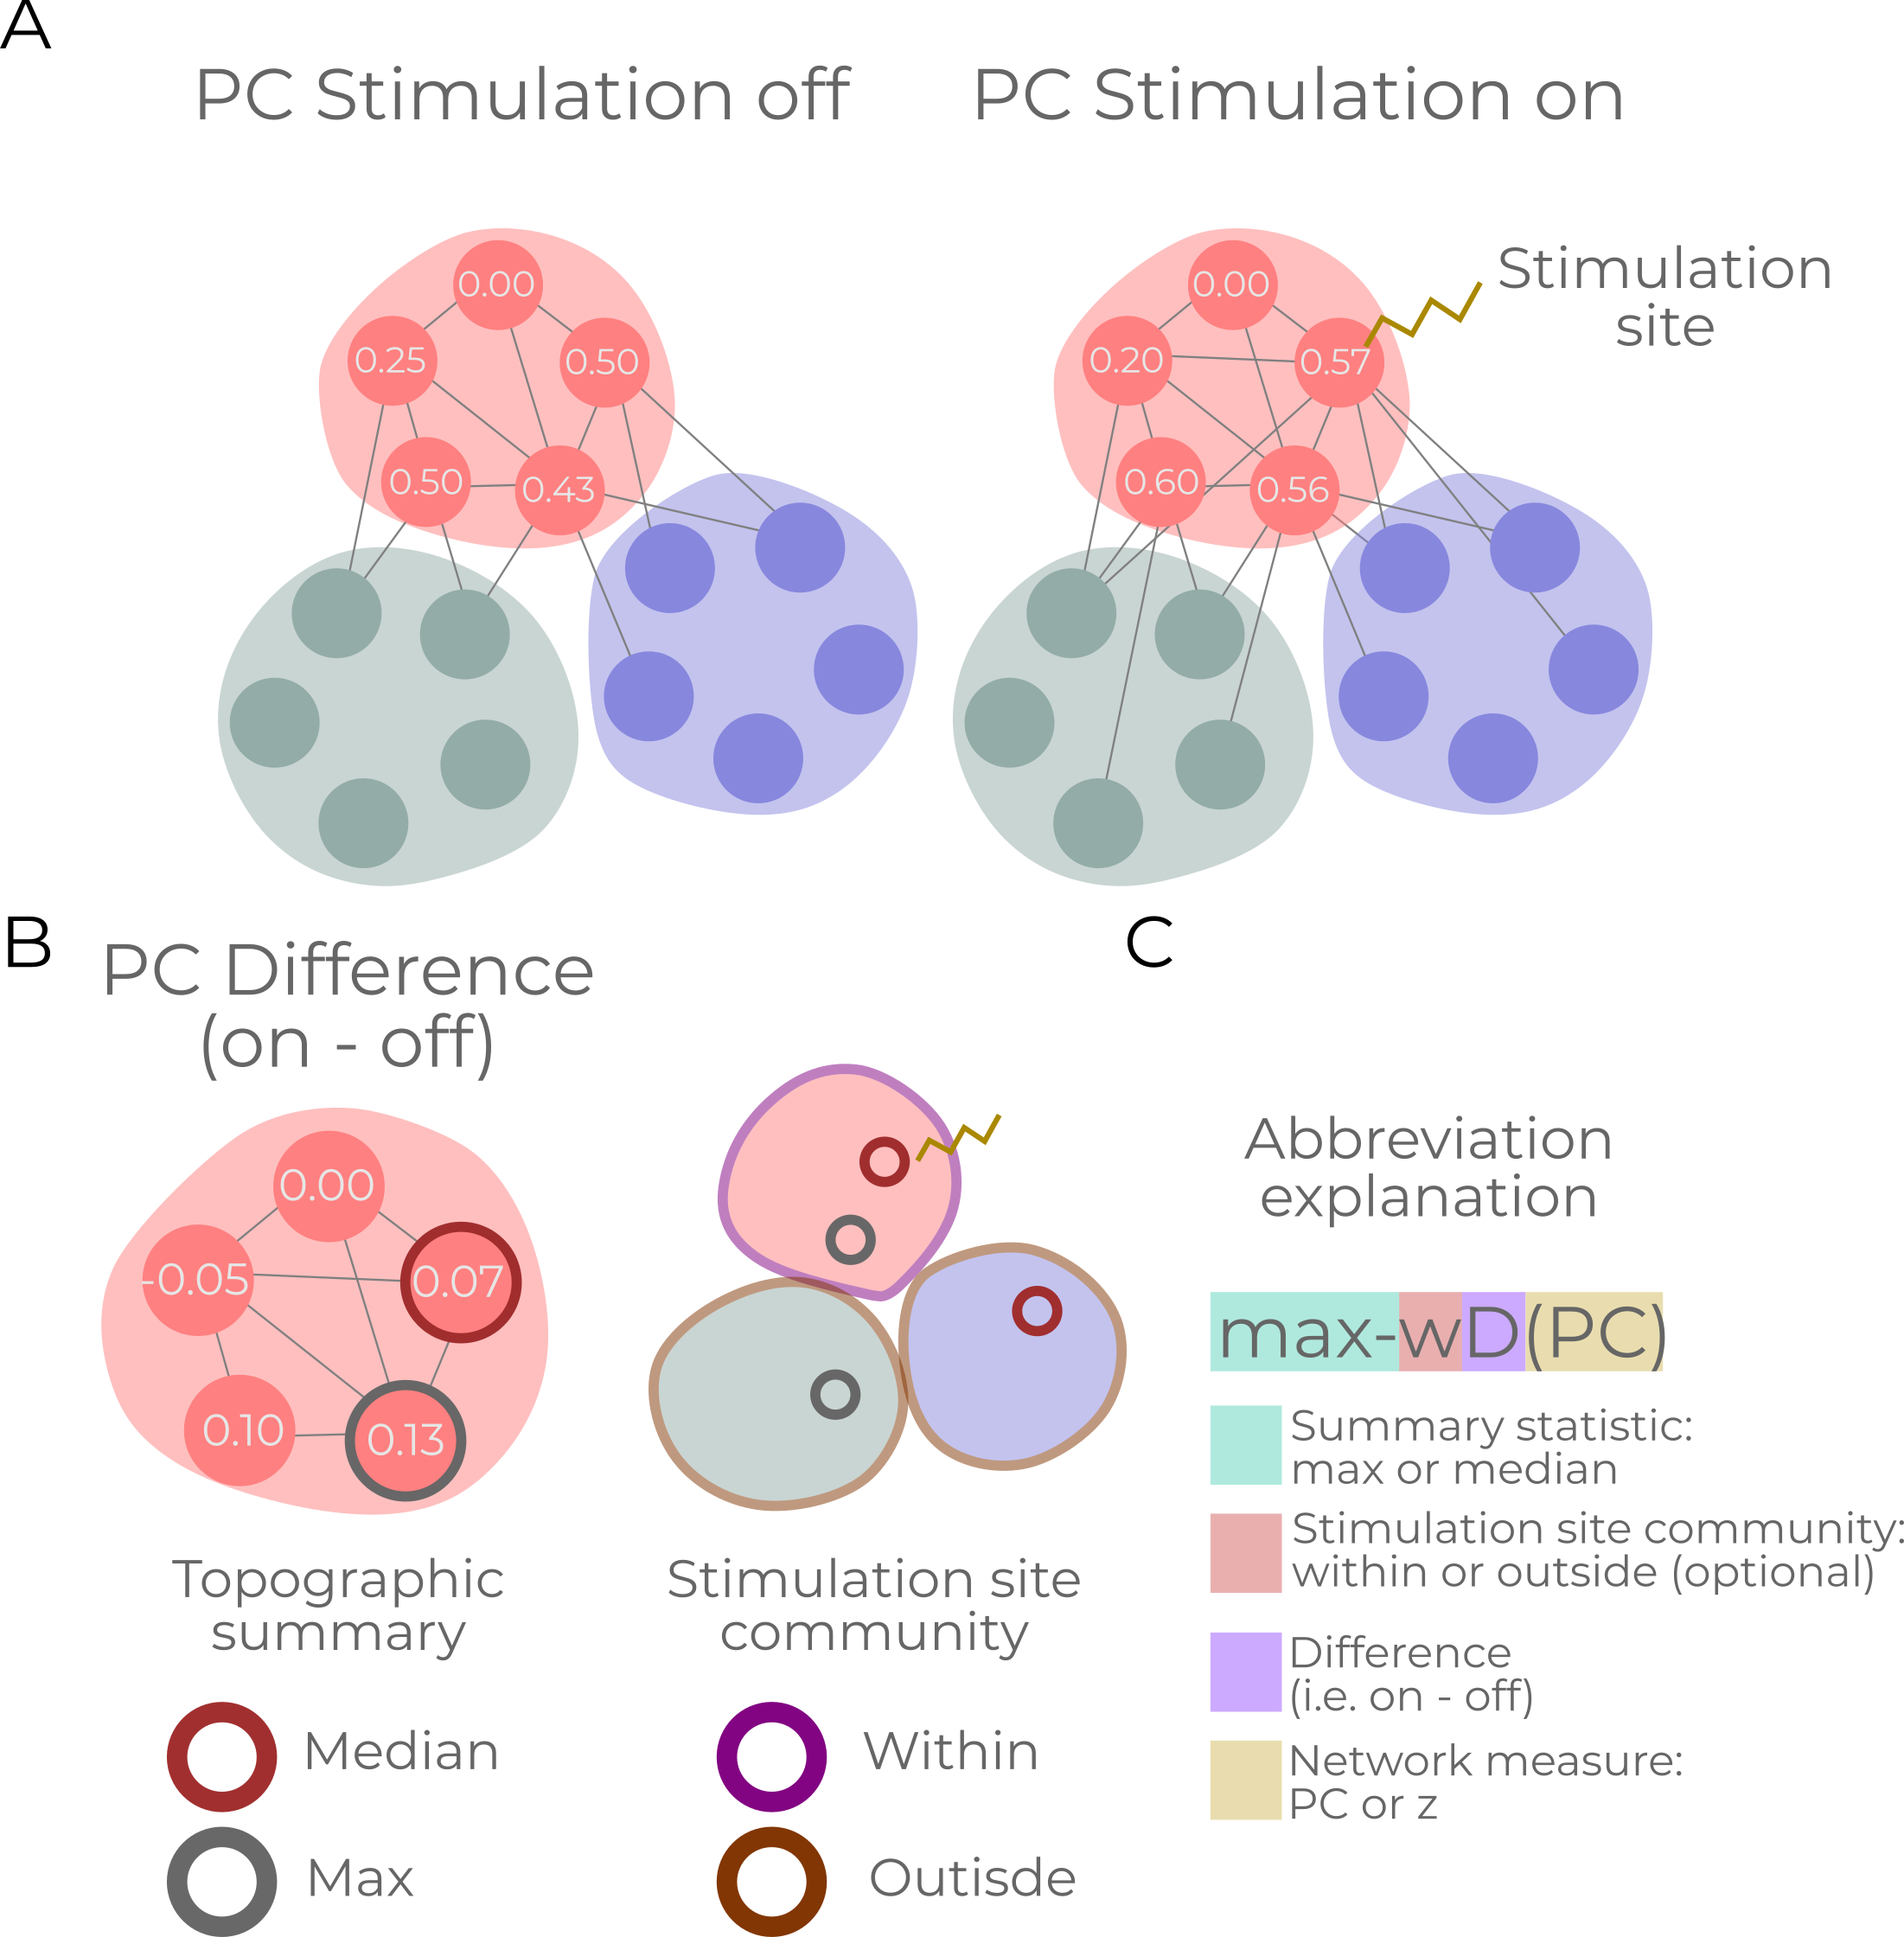 A
PC Stimulation off
PC Stimulation on
0.00
0.25
0.50
0.50
0.43
0.00
0.20
0.57
0.60
0.56
Stimulation
site
B
PC Difference
(on - off)
0.00
-0.05
0.07
0.10
0.13
Topographic
summary
Median
Max
Stimulation site
community
Within
Outisde
C
Abbreviation
explanation
max-wD(PC)
Summary statistic:
max or median
Stimulation site community:
within or outside (optional)
Difference
(i.e. on - off)
Network measure:
PC or z